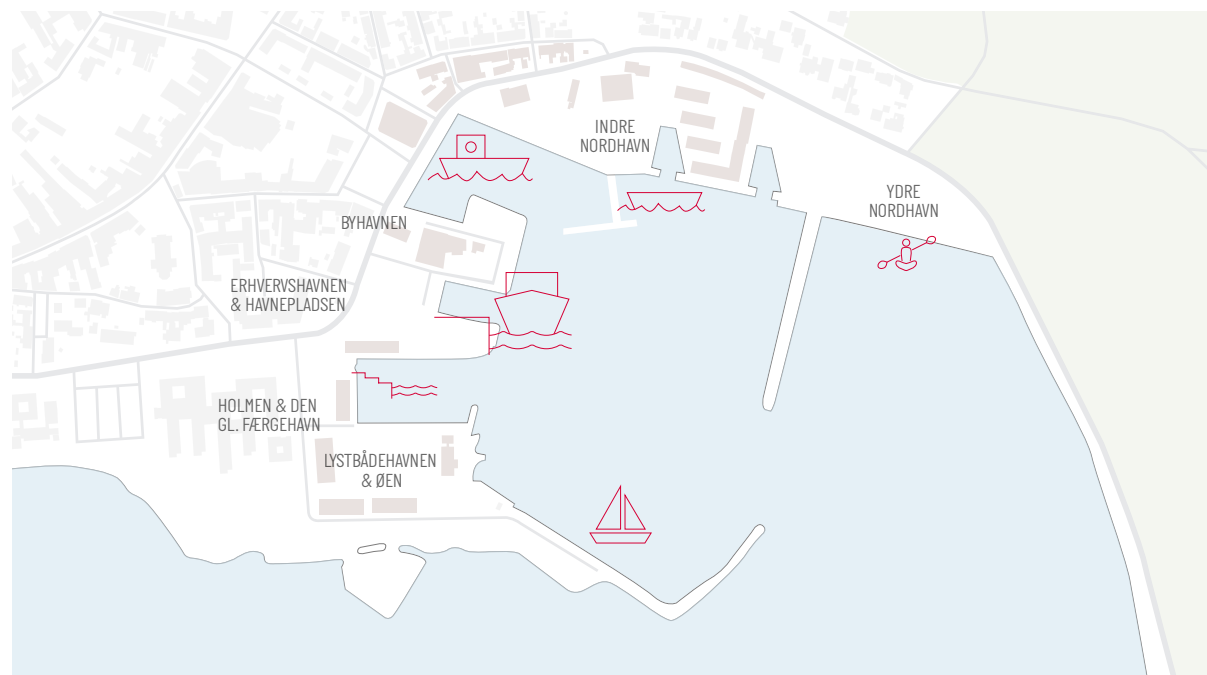 INDRE
NORDHAVN
YDRE
NORDHAVN
BYHAVNEN
ERHVERVSHAVNEN
& HAVNEPLADSEN
HOLMEN & DEN
GL. FÆRGEHAVN
LYSTBÅDEHAVNEN
& ØEN